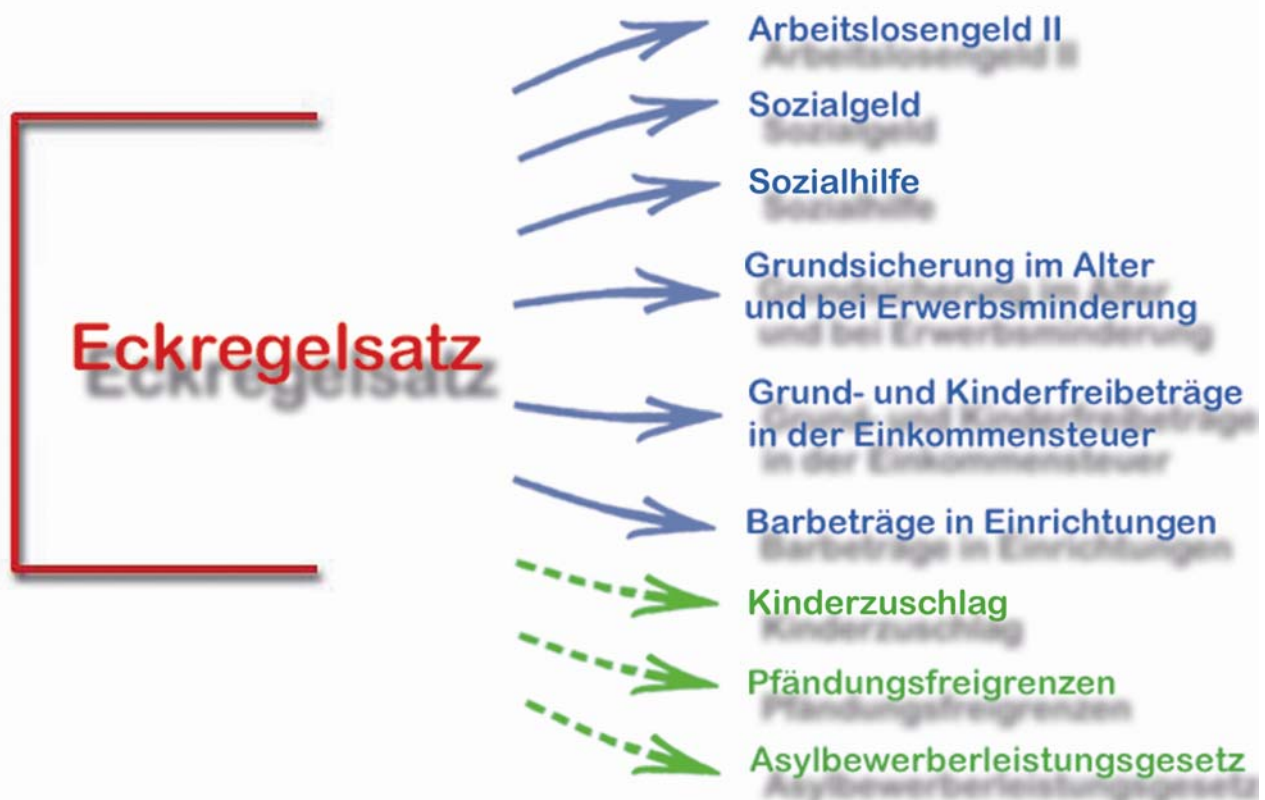 Eckregelsatz
Arbeitslosengeld II
Sozialgeld
Sozialhilfe
Grundsicherung im Alter
und bei Erwerbsminderung
Grund- und Kinderfreibeträge
in der Einkommensteuer
Barbeträge in Einrichtungen
Kinderzuschlag
Pfändungsfreigrenzen
Asylbewerberleistungsgesetz